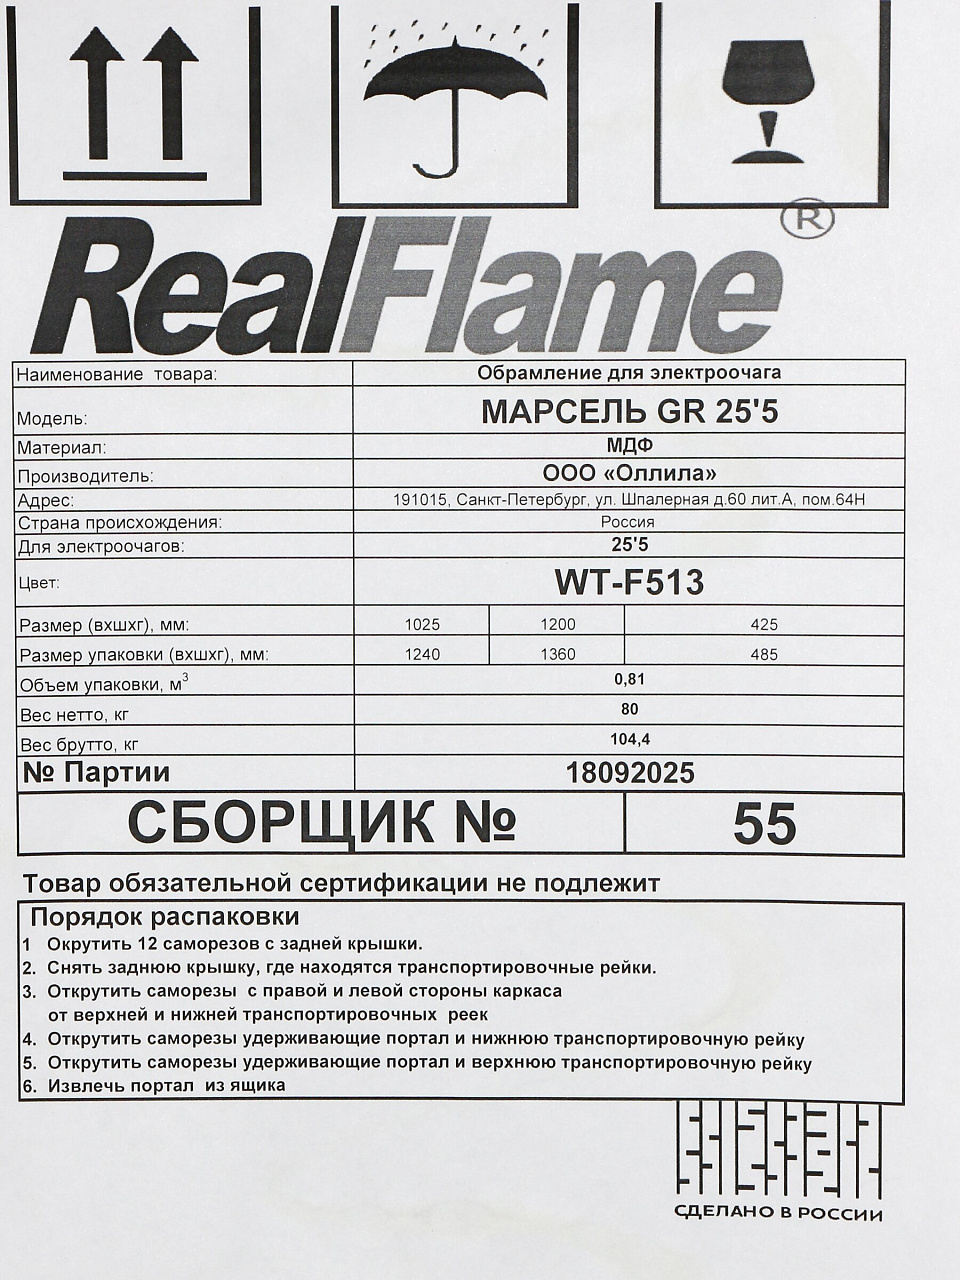 RealFlame®
Наименование товара: Обрамление для электроочага
Модель: МАРСЕЛЬ GR 25'5
Материал: МДФ
Производитель: ООО «Оллила»
Адрес: 191015, Санкт-Петербург, ул. Шпалерная д.60 лит.А, пом.64Н
Страна происхождения: Россия
Для электроочагов: 25'5
Цвет: WT-F513
Размер (вхшхг), мм: 1025 1200 425
Размер упаковки (вхшхг), мм: 1240 1360 485
Объем упаковки, м³ 0,81
Вес нетто, кг 80
Вес брутто, кг 104,4
№ Партии 18092025
СБОРЩИК № 55
Товар обязательной сертификации не подлежит
Порядок распаковки
1 Окрутить 12 саморезов с задней крышки.
2. Снять заднюю крышку, где находятся транспортировочные рейки.
3. Открутить саморезы с правой и левой стороны каркаса
от верхней и нижней транспортировочных реек
4. Открутить саморезы удерживающие портал и нижнюю транспортировочную рейку
5. Открутить саморезы удерживающие портал и верхнюю транспортировочную рейку
6. Извлечь портал из ящика
СДЕЛАНО В РОССИИ